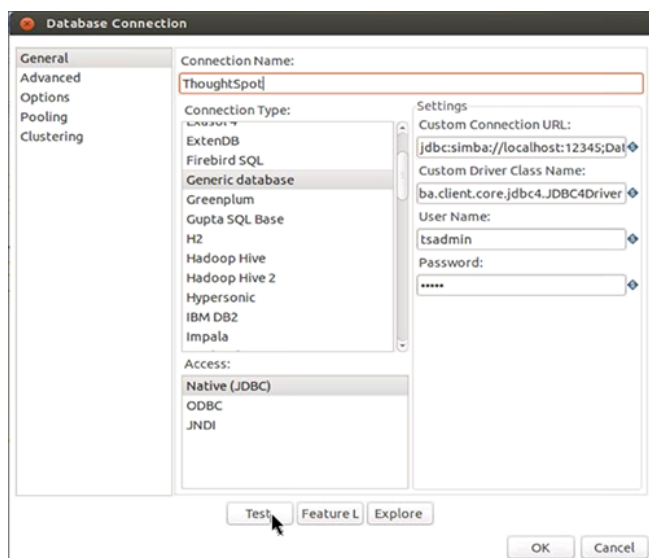 Database Connection
General
Advanced
Options
Pooling
Clustering
Connection Name:
ThoughtSpot
Connection Type:
ExtenDB
Firebird SQL
Generic database
Greenplum
Gupta SQL Base
H2
Hadoop Hive
Hadoop Hive 2
Hypersonic
IBM DB2
Impala
Access:
Native (JDBC)
ODBC
JNDI
Settings
Custom Connection URL:
jdbc:simba://localhost:12345;Dat
Custom Driver Class Name:
ba.client.core.jdbc4.JDBC4Driver
User Name:
tsadmin
Password:
•••••
Test
Feature L
Explore
OK
Cancel